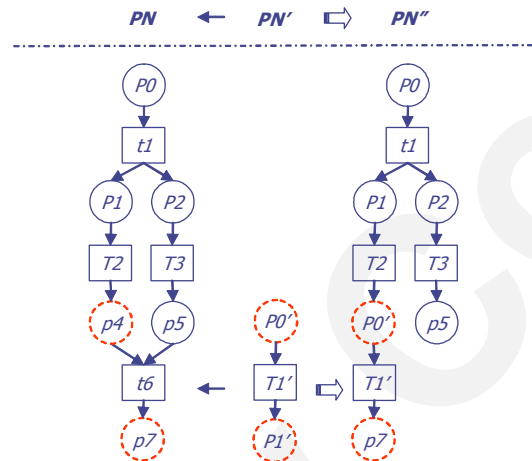 PN PN' PN"
P0 P0
t1 t1
P1 P2 P1 P2
T2 T3 T2 T3
p4 p5 P0' P0' p5
t6 T1' T1'
p7 P1' p7